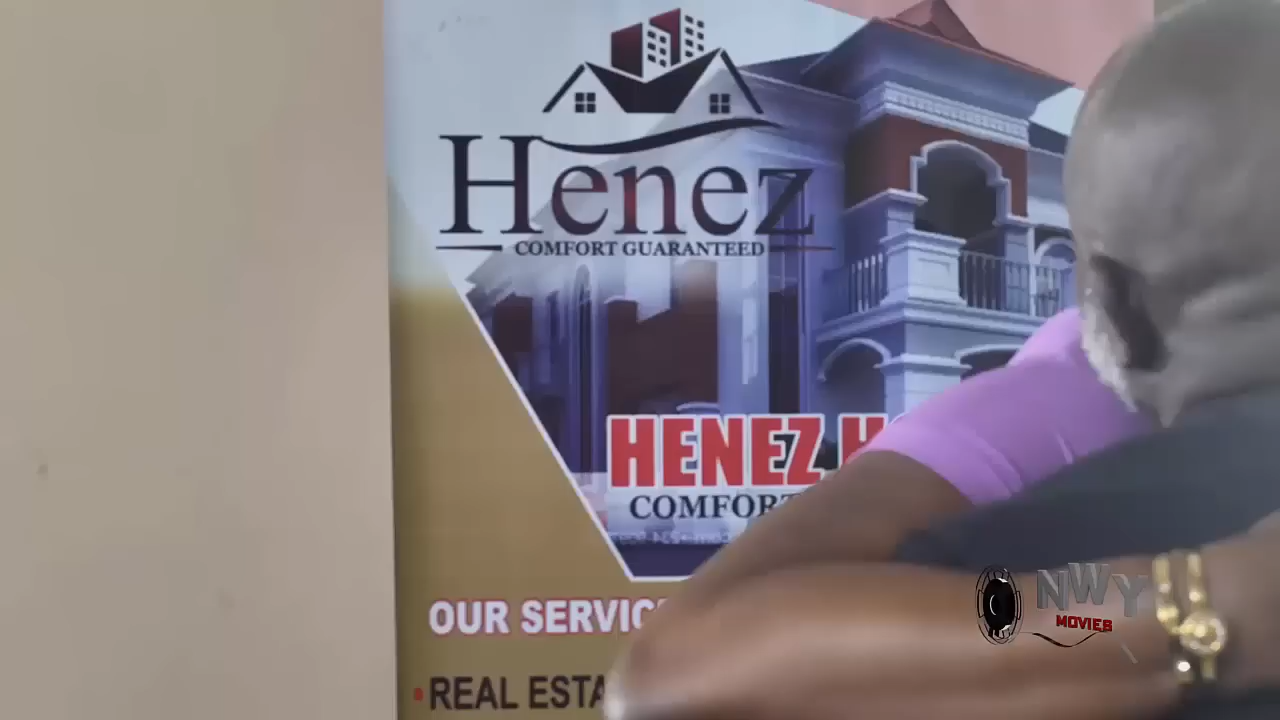 Henez
COMFORT GUARANTEED
HENEZ
COMFORT
OUR SERVIC
• REAL ESTA
NWY
MOVIES